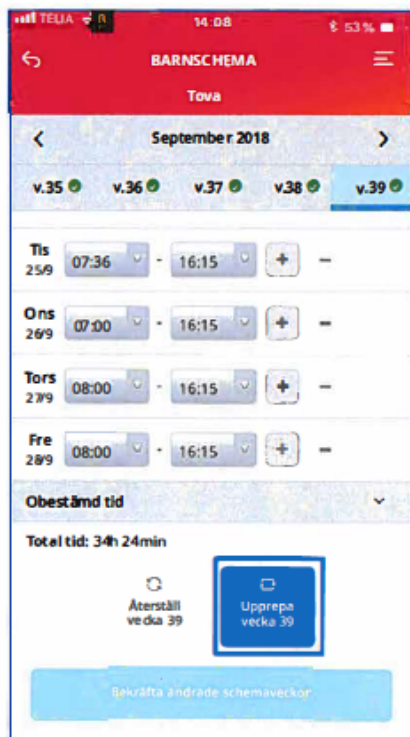 TELIA 14:08 53 %
BARNSCHEMA
Tova
September 2018
v.35 v.36 v.37 v.38 v.39
Tis
25/9 07:36 - 16:15 + -
Ons
26/9 07:00 - 16:15 + -
Tors
27/9 08:00 - 16:15 + -
Fre
28/9 08:00 - 16:15 + -
Obestämd tid
Total tid: 34h 24min
Återställ
vecka 39
Upprepa
vecka 39
Bekräfta ändrade schemaveckor